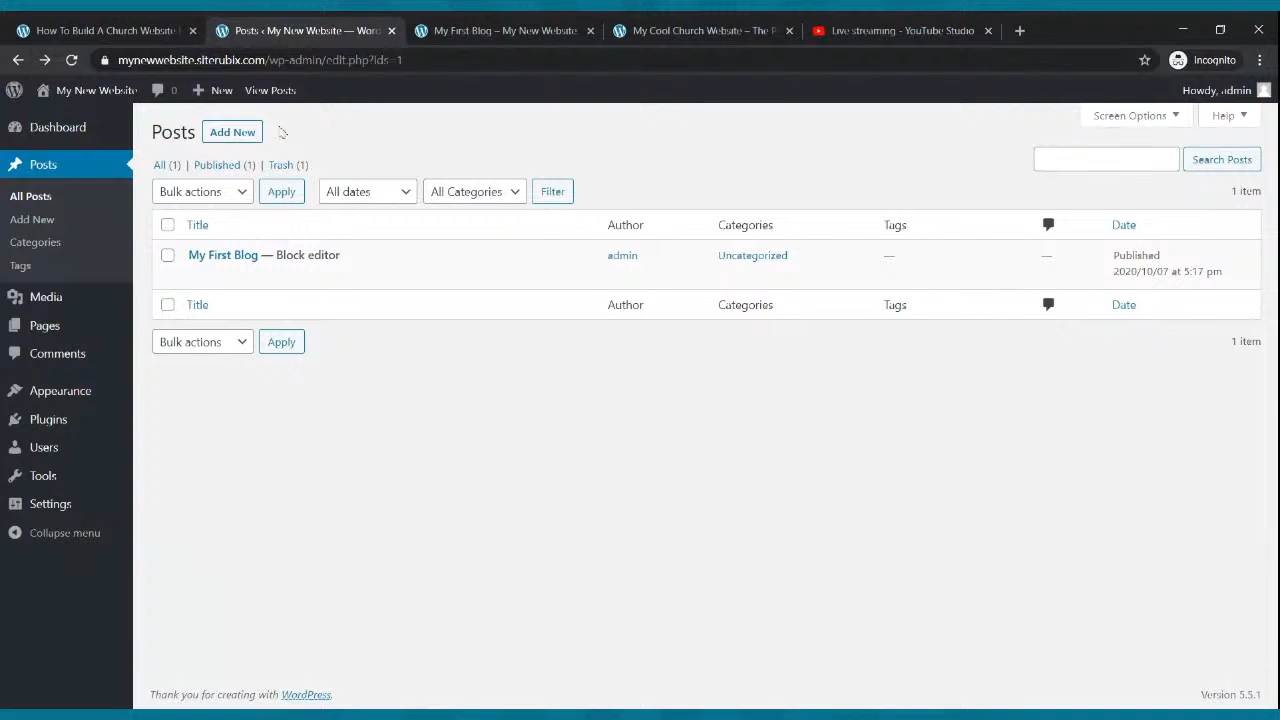 How To Build A Church Website
Posts ‹ My New Website — Word
My First Blog – My New Website
My Cool Church Website – The P
Live streaming - YouTube Studio
mynewwebsite.siterubix.com/wp-admin/edit.php?ids=1
Incognito
My New Website
0
New
View Posts
Howdy, admin
Dashboard
Posts
All Posts
Add New
Categories
Tags
Media
Pages
Comments
Appearance
Plugins
Users
Tools
Settings
Collapse menu
Posts Add New
Screen Options
Help
All (1) | Published (1) | Trash (1)
Search Posts
Bulk actions Apply All dates All Categories Filter
1 item
Title Author Categories Tags Date
My First Blog — Block editor admin Uncategorized — — Published
2020/10/07 at 5:17 pm
Title Author Categories Tags Date
Bulk actions Apply
1 item
Thank you for creating with WordPress.
Version 5.5.1